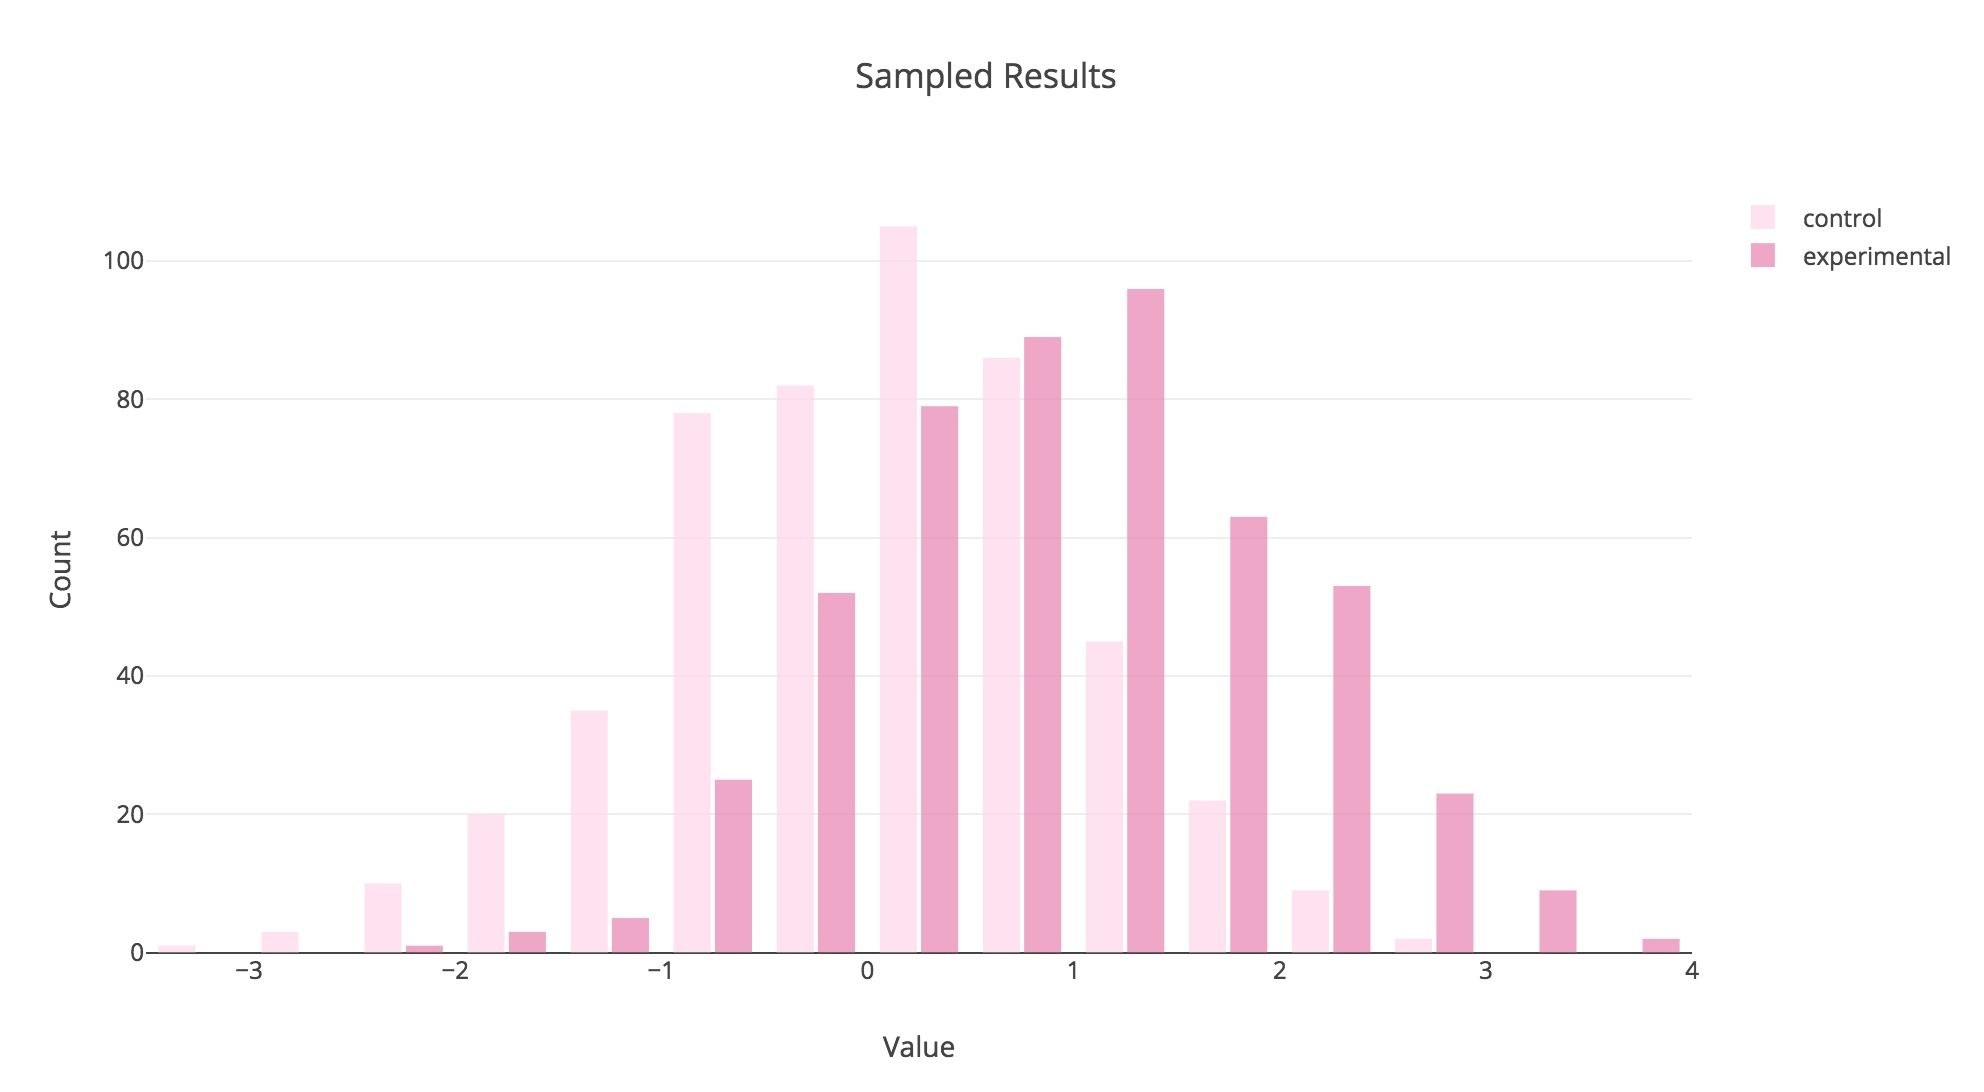 Sampled Results
control
experimental
100
80
60
40
20
0
Count
−3 −2 −1 0 1 2 3 4
Value